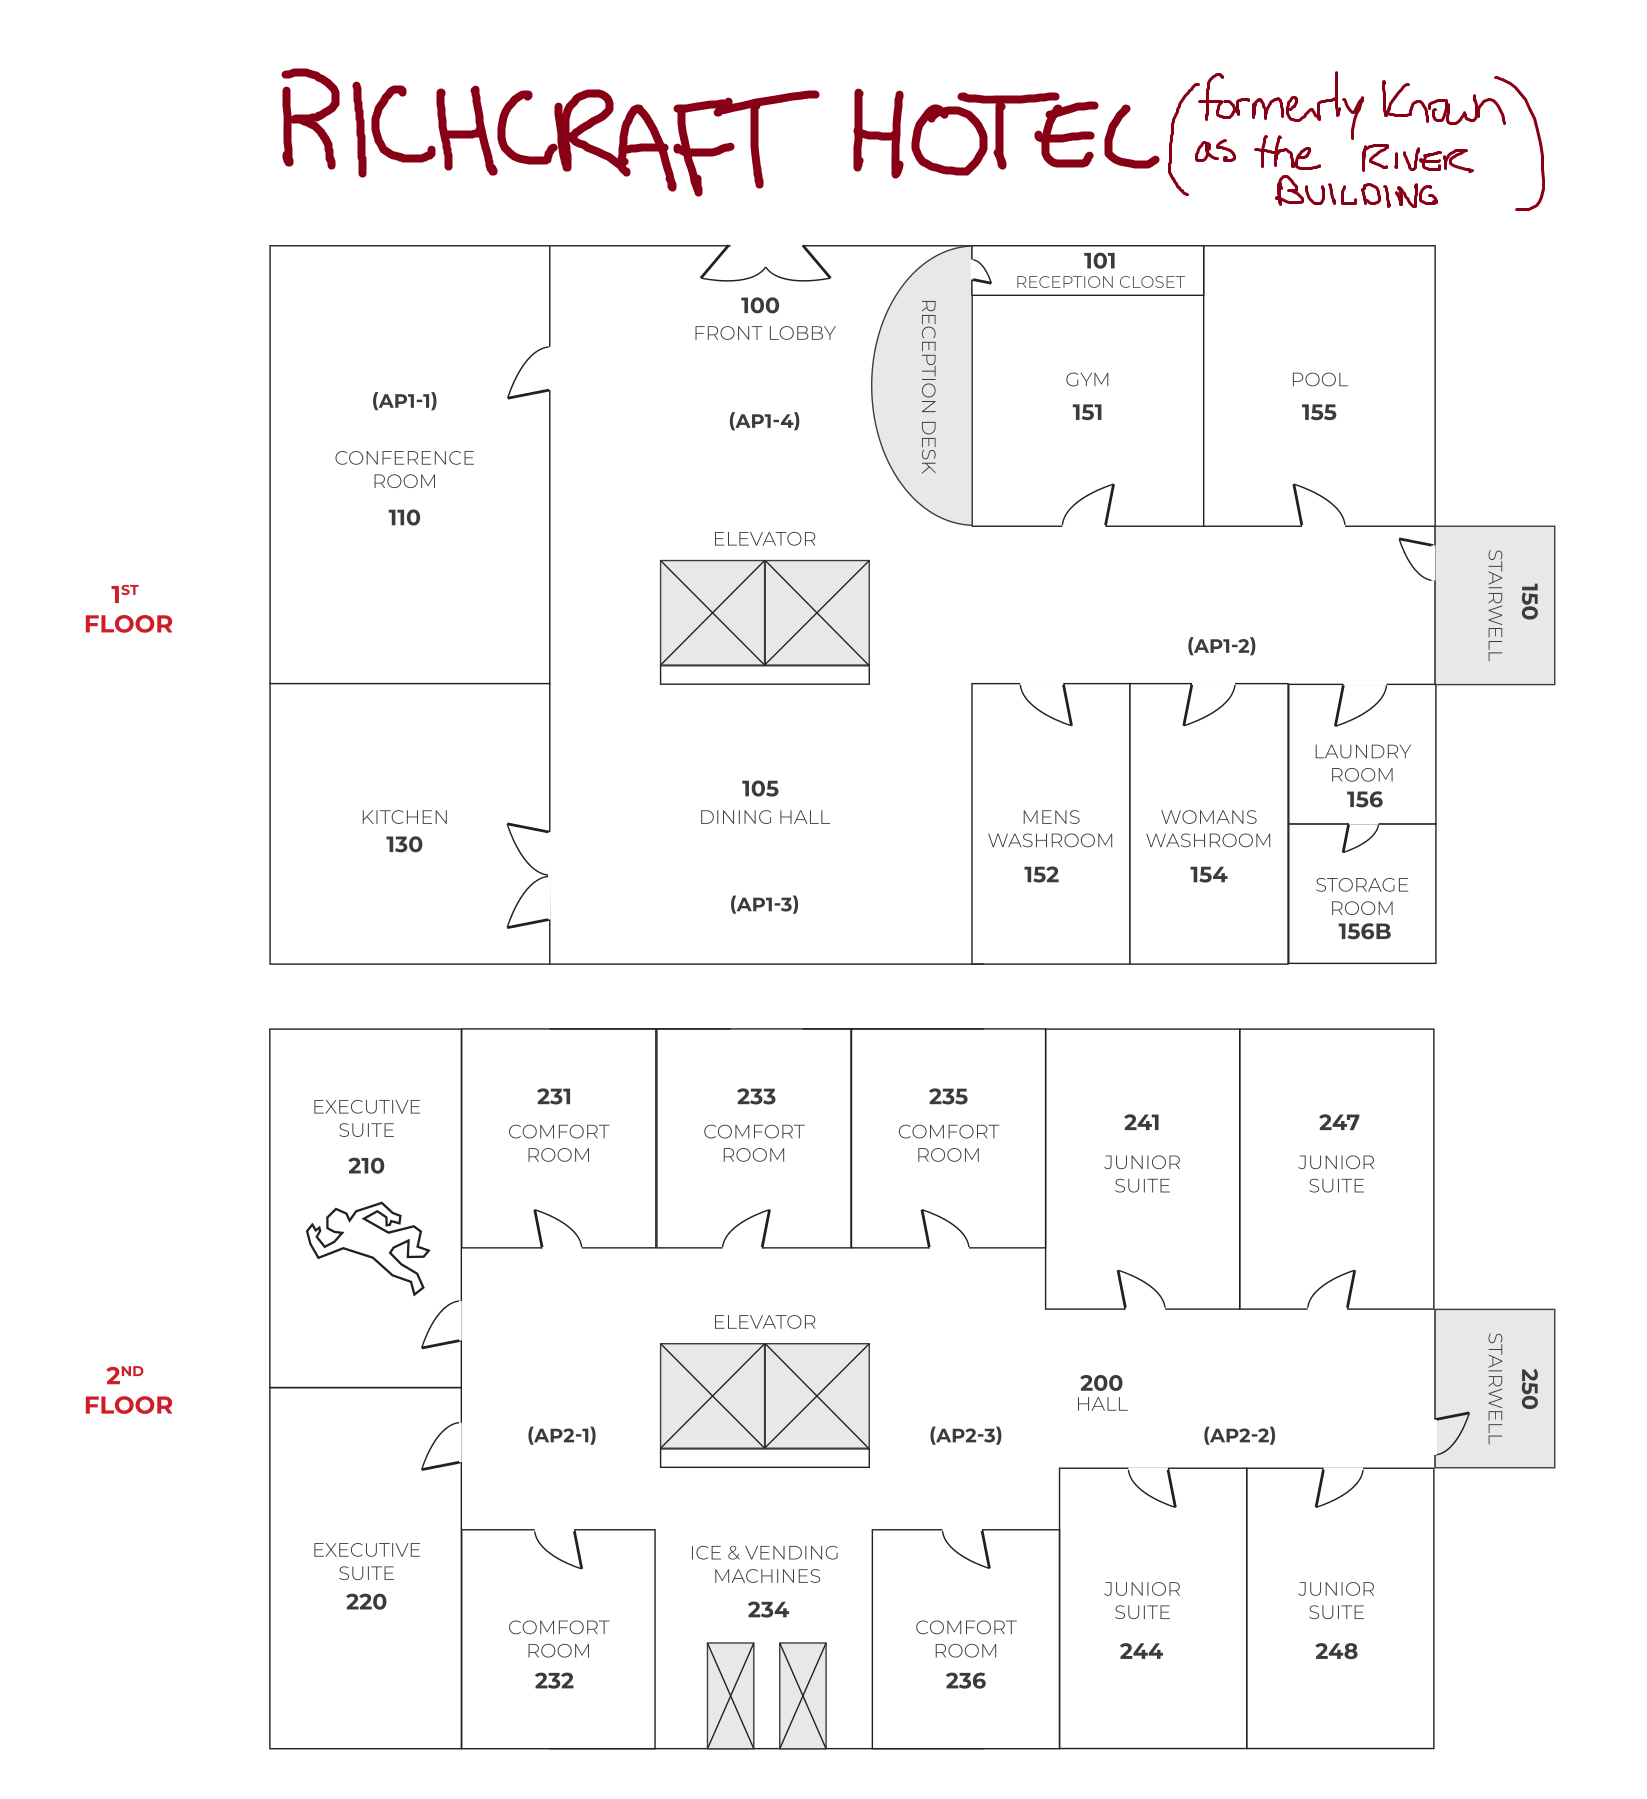 RICHCRAFT HOTEL (formerly known
as the RIVER
BUILDING)
1ST
FLOOR
101
RECEPTION CLOSET
100
FRONT LOBBY
RECEPTION DESK
GYM
151
POOL
155
(AP1-1)
(AP1-4)
CONFERENCE
ROOM
110
ELEVATOR
STAIRWELL
150
(AP1-2)
105
DINING HALL
(AP1-3)
KITCHEN
130
MENS
WASHROOM
152
WOMANS
WASHROOM
154
LAUNDRY
ROOM
156
STORAGE
ROOM
156B
2ND
FLOOR
EXECUTIVE
SUITE
210
231
COMFORT
ROOM
233
COMFORT
ROOM
235
COMFORT
ROOM
241
JUNIOR
SUITE
247
JUNIOR
SUITE
ELEVATOR
200
HALL
STAIRWELL
250
(AP2-1)
(AP2-3)
(AP2-2)
EXECUTIVE
SUITE
220
COMFORT
ROOM
232
ICE & VENDING
MACHINES
234
COMFORT
ROOM
236
JUNIOR
SUITE
244
JUNIOR
SUITE
248